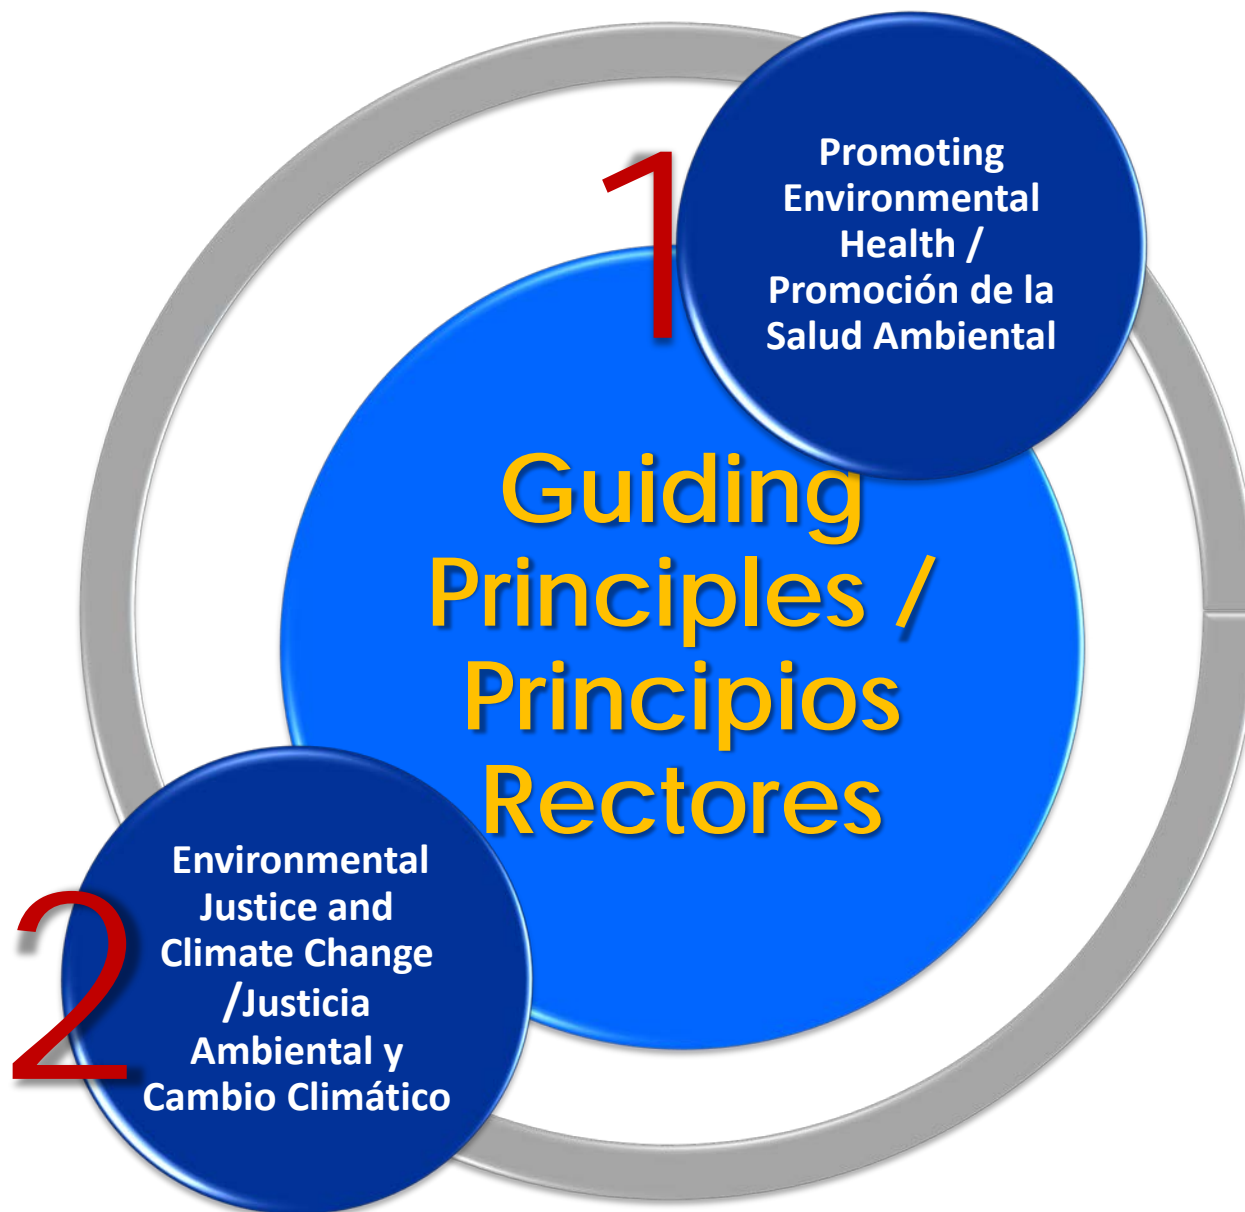 1
Promoting
Environmental
Health /
Promoción de la
Salud Ambiental
Guiding
Principles /
Principios
Rectores
2
Environmental
Justice and
Climate Change
/Justicia
Ambiental y
Cambio Climático